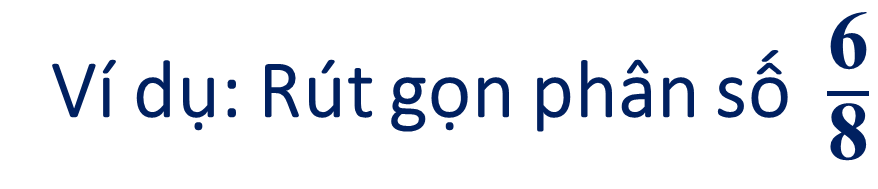 Ví dụ: Rút gọn phân số 6/8